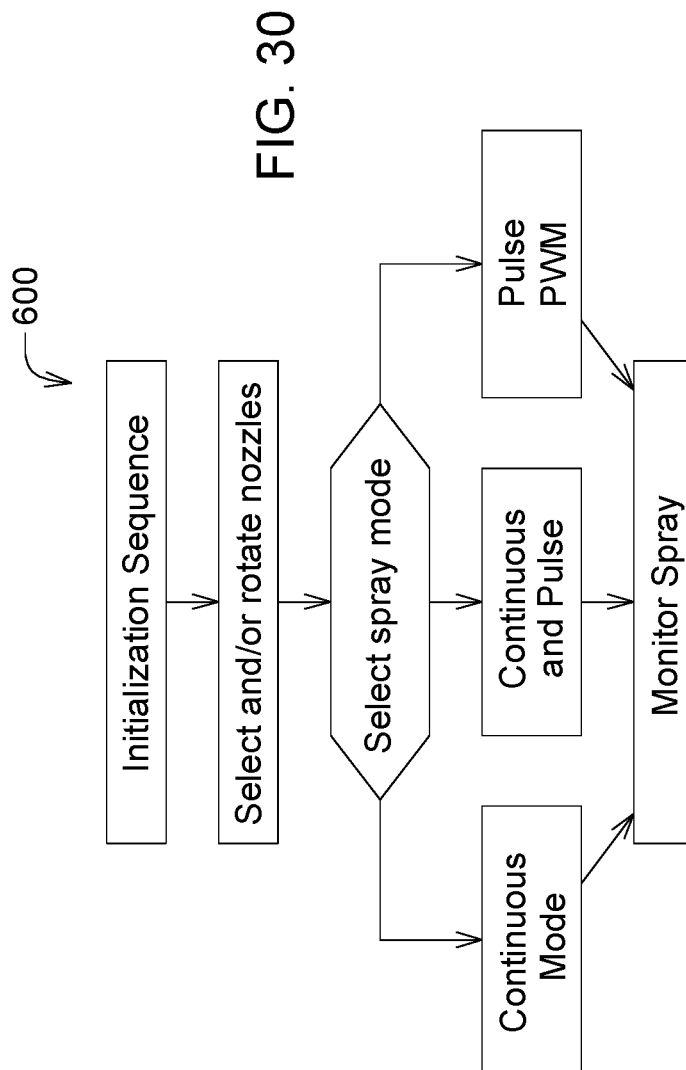 600
Initialization Sequence
Select and/or rotate nozzles
Select spray mode
Continuous
Mode
Continuous
and Pulse
Pulse
PWM
Monitor Spray
FIG. 30